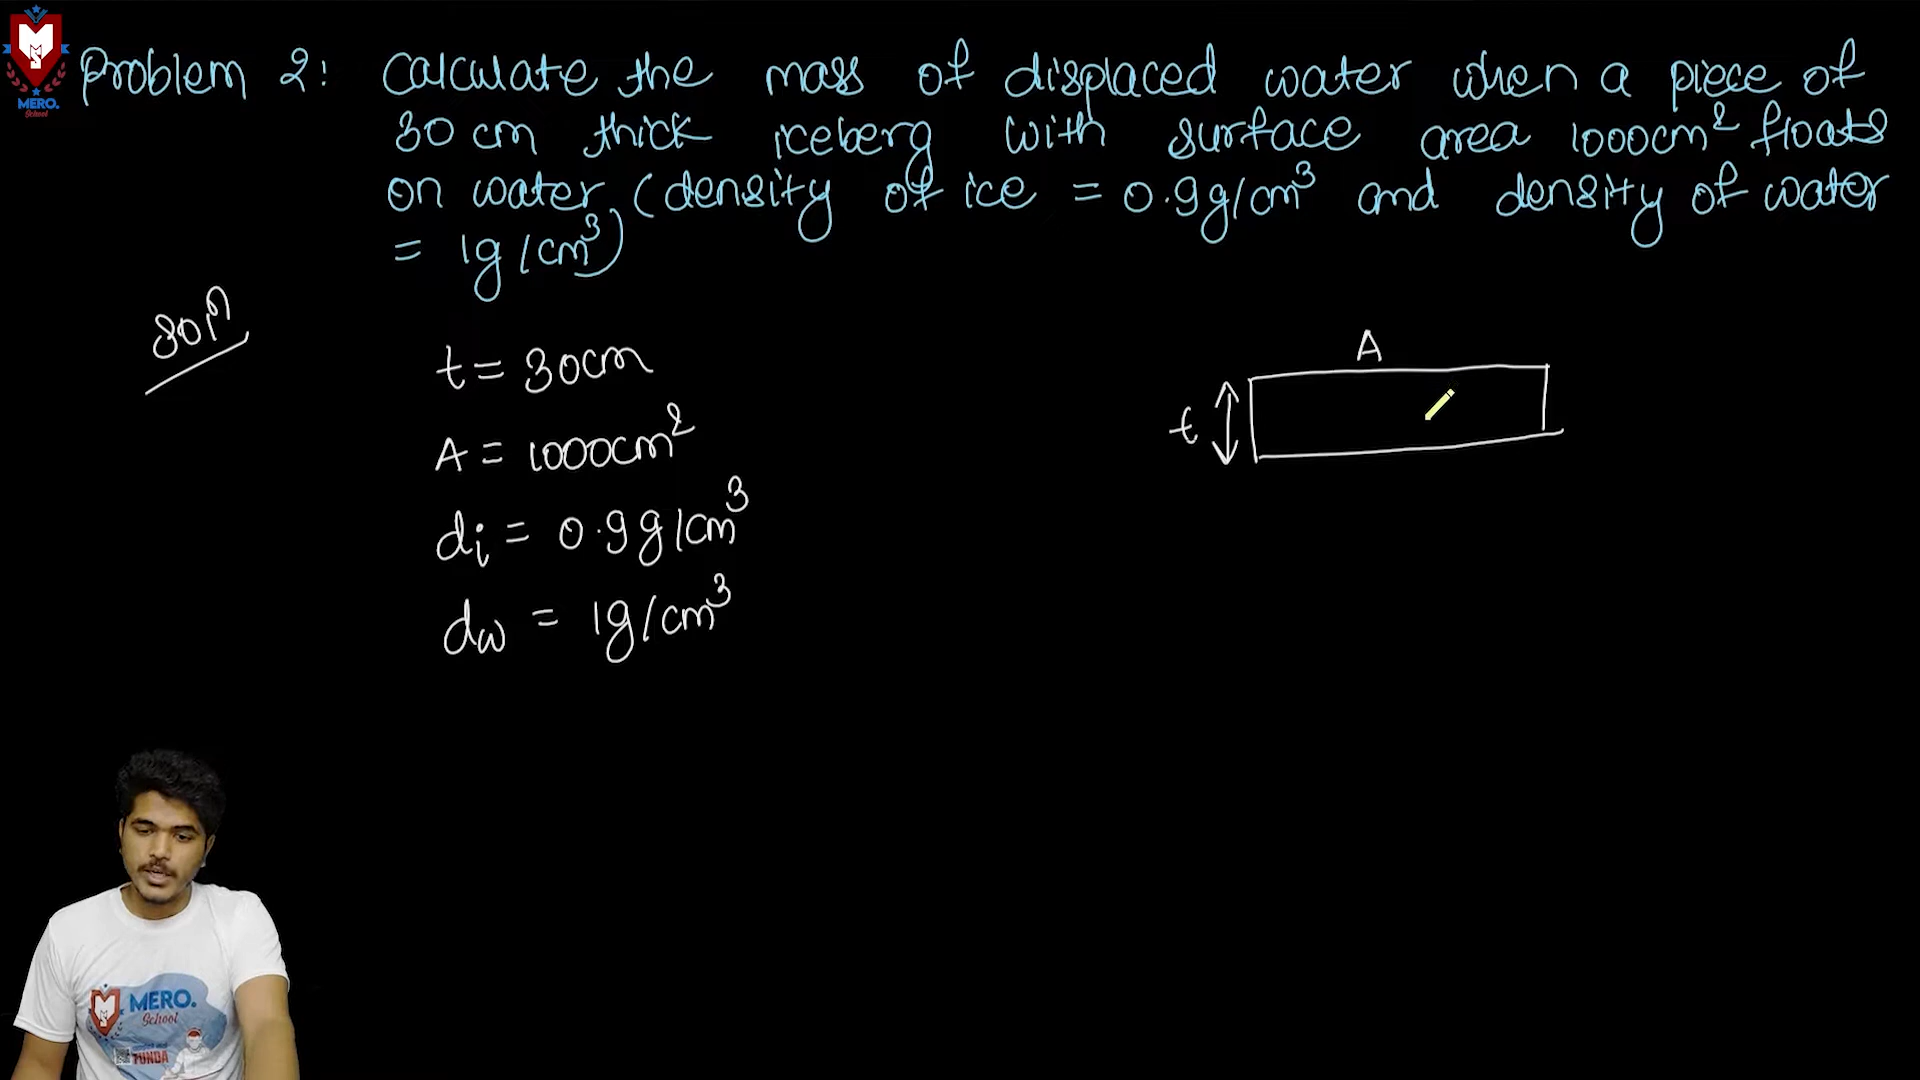 Problem 2: Calculate the mass of displaced water when a piece of
30 cm thick iceberg with surface area 1000cm² floats
on water (density of ice = 0.9g/cm³ and density of water
= 1g/cm³)
Solⁿ
t = 30cm
A = 1000cm²
di = 0.9g/cm³
dw = 1g/cm³
A
t
MERO.
School
MERO.
School
TUNGA